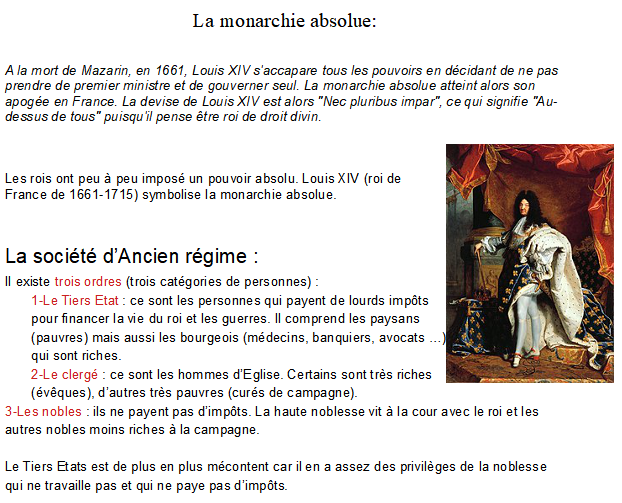 La monarchie absolue:
A la mort de Mazarin, en 1661, Louis XIV s'accapare tous les pouvoirs en décidant de ne pas
prendre de premier ministre et de gouverner seul. La monarchie absolue atteint alors son
apogée en France. La devise de Louis XIV est alors "Nec pluribus impar", ce qui signifie "Au-
dessus de tous" puisqu'il pense être roi de droit divin.
Les rois ont peu à peu imposé un pouvoir absolu. Louis XIV (roi de
France de 1661-1715) symbolise la monarchie absolue.
La société d'Ancien régime :
Il existe trois ordres (trois catégories de personnes) :
1-Le Tiers Etat : ce sont les personnes qui payent de lourds impôts
pour financer la vie du roi et les guerres. Il comprend les paysans
(pauvres) mais aussi les bourgeois (médecins, banquiers, avocats ...)
qui sont riches.
2-Le clergé : ce sont les hommes d'Eglise. Certains sont très riches
(évêques), d'autres très pauvres (curés de campagne).
3-Les nobles : ils ne payent pas d'impôts. La haute noblesse vit à la cour avec le roi et les
autres nobles moins riches à la campagne.
Le Tiers Etats est de plus en plus mécontent car il en a assez des privilèges de la noblesse
qui ne travaille pas et qui ne paye pas d'impôts.